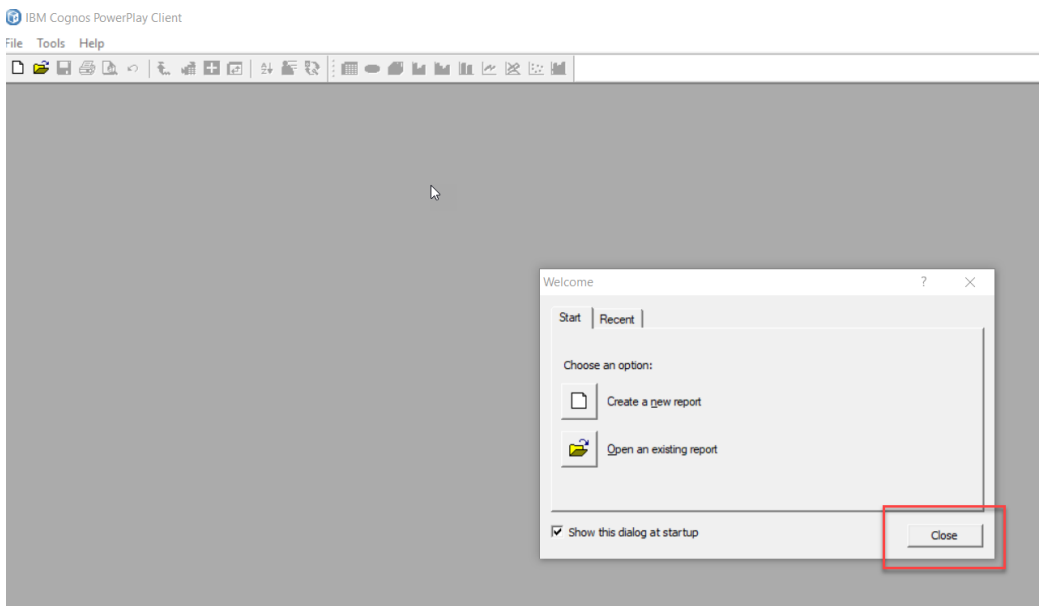 IBM Cognos PowerPlay Client
File Tools Help
Welcome ?
Start Recent
Choose an option:
Create a new report
Open an existing report
Show this dialog at startup
Close